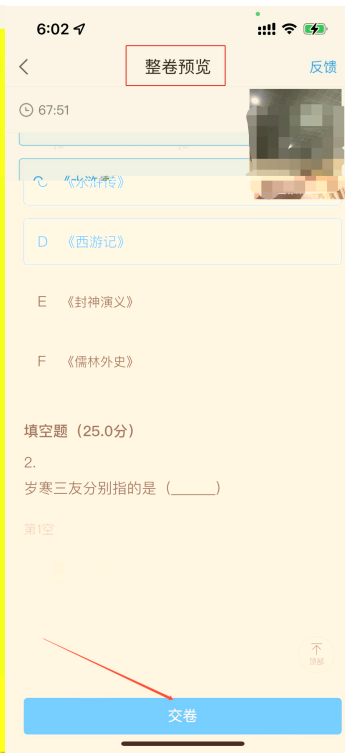 6:02
整卷预览
反馈
67:51
C 《水浒传》
D 《西游记》
E 《封神演义》
F 《儒林外史》
填空题（25.0分）
2.
岁寒三友分别指的是（______）
第1空
顶部
交卷